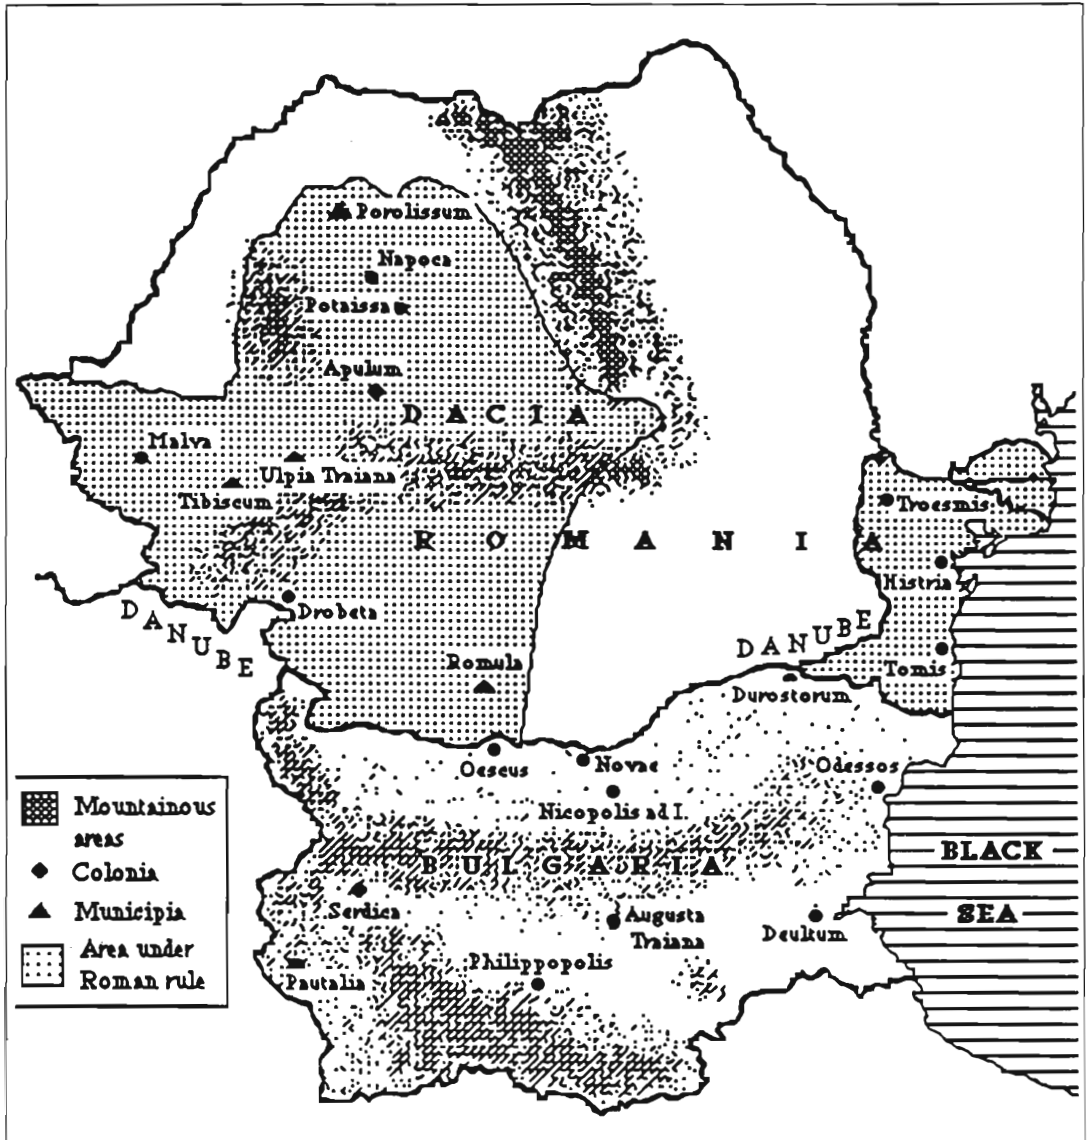 Porolissum
Napoca
Potaissa
Apulum
DACIA
Malva
Ulpia Traiana
Tibiscum
Troesmis
ROMANIA
Histria
Drobeta
DANUBE
DANUBE
Romula
Tomis
Durostorum
Oescus
Novae
Odessos
Nicopolis ad I.
Mountainous
areas
Colonia
Municipia
Area under
Roman rule
BULGARIA
BLACK
SEA
Serdica
Augusta
Traiana
Deultum
Philippopolis
Pautalia